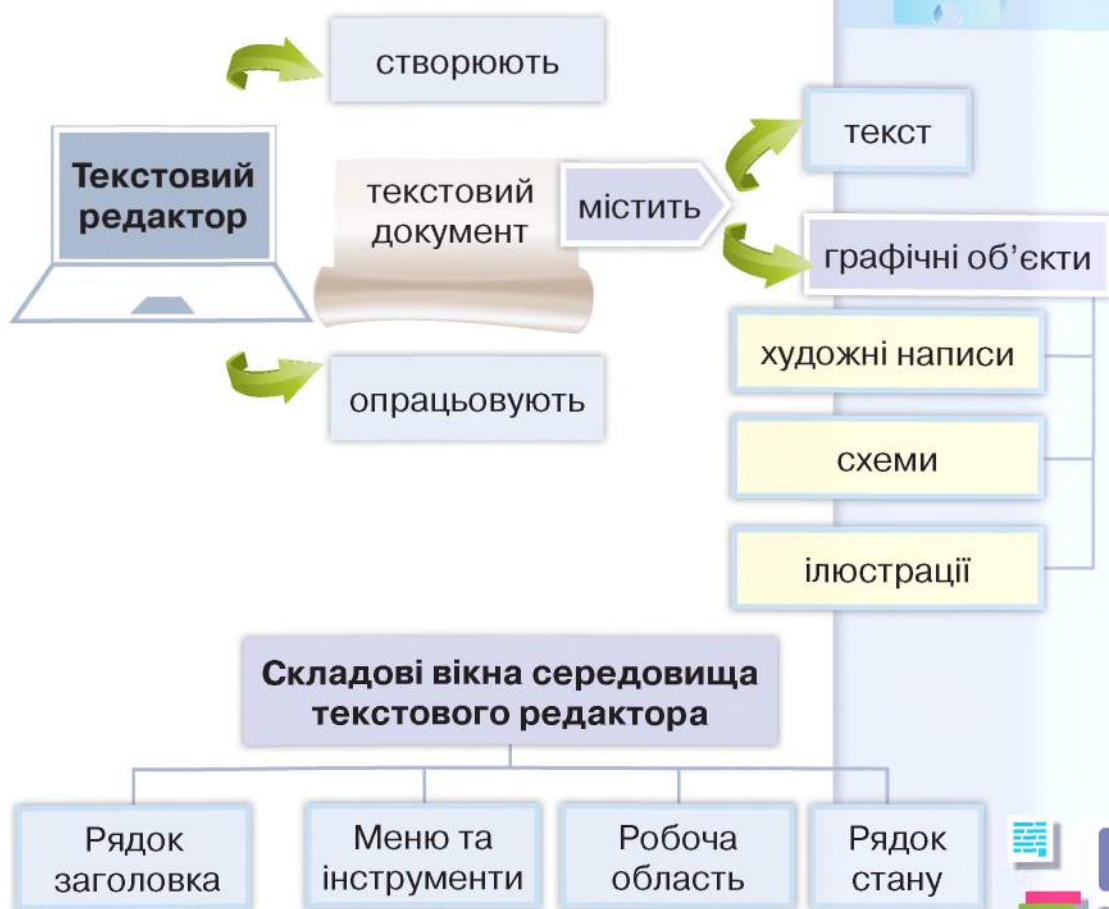 створюють
Текстовий
редактор
текстовий
документ
містить
текст
графічні об’єкти
опрацьовують
художні написи
схеми
ілюстрації
Складові вікна середовища
текстового редактора
Рядок
заголовка
Меню та
інструменти
Робоча
область
Рядок
стану